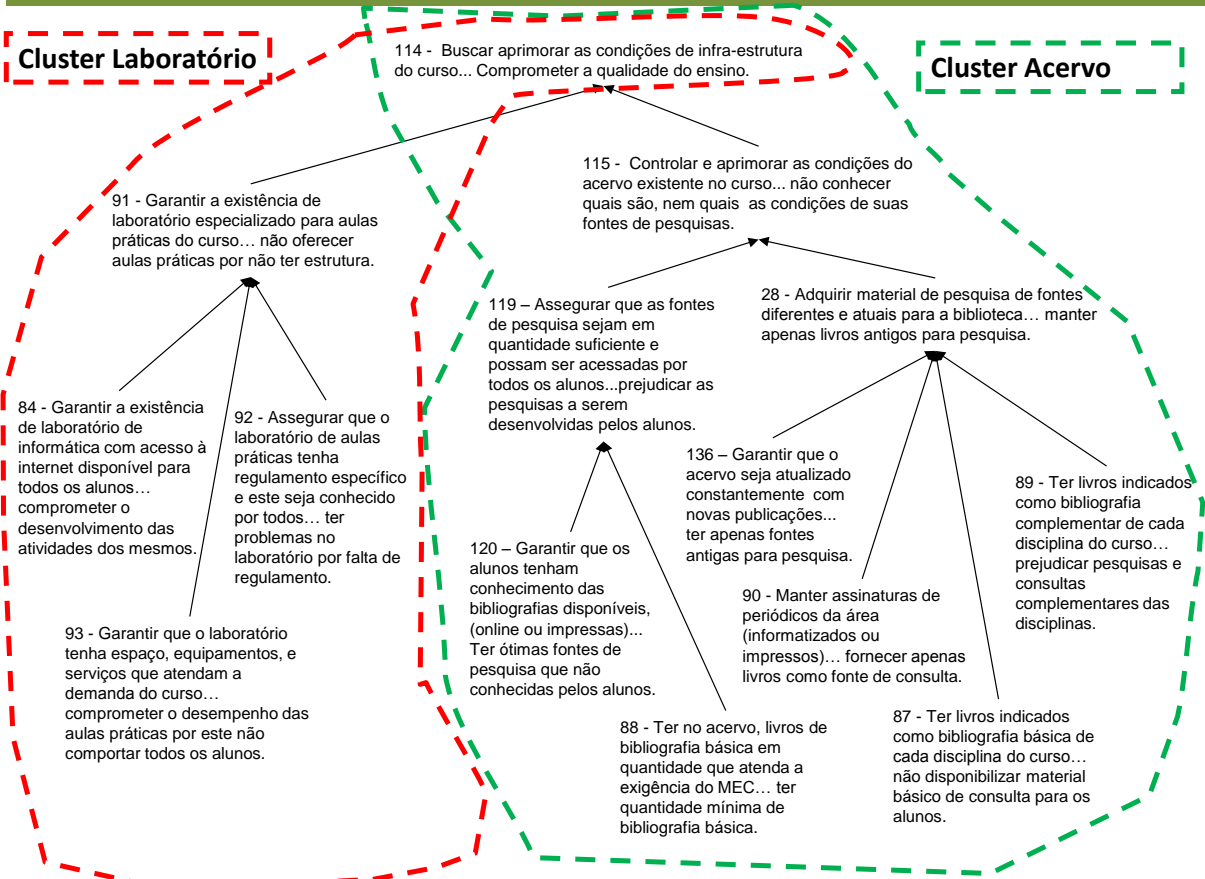 Cluster Laboratório
114 - Buscar aprimorar as condições de infra-estrutura
do curso... Comprometer a qualidade do ensino.
Cluster Acervo
115 - Controlar e aprimorar as condições do
acervo existente no curso... não conhecer
quais são, nem quais as condições de suas
fontes de pesquisas.
91 - Garantir a existência de
laboratório especializado para aulas
práticas do curso… não oferecer
aulas práticas por não ter estrutura.
119 – Assegurar que as fontes
de pesquisa sejam em
quantidade suficiente e
possam ser acessadas por
todos os alunos...prejudicar as
pesquisas a serem
desenvolvidas pelos alunos.
28 - Adquirir material de pesquisa de fontes
diferentes e atuais para a biblioteca… manter
apenas livros antigos para pesquisa.
84 - Garantir a existência
de laboratório de
informática com acesso à
internet disponível para
todos os alunos…
comprometer o
desenvolvimento das
atividades dos mesmos.
92 - Assegurar que o
laboratório de aulas
práticas tenha
regulamento específico
e este seja conhecido
por todos… ter
problemas no
laboratório por falta de
regulamento.
136 – Garantir que o
acervo seja atualizado
constantemente com
novas publicações...
ter apenas fontes
antigas para pesquisa.
89 - Ter livros indicados
como bibliografia
complementar de cada
disciplina do curso…
prejudicar pesquisas e
consultas
complementares das
disciplinas.
120 – Garantir que os
alunos tenham
conhecimento das
bibliografias disponíveis,
(online ou impressas)...
Ter ótimas fontes de
pesquisa que não
conhecidas pelos alunos.
90 - Manter assinaturas de
periódicos da área
(informatizados ou
impressos)… fornecer apenas
livros como fonte de consulta.
93 - Garantir que o laboratório
tenha espaço, equipamentos, e
serviços que atendam a
demanda do curso…
comprometer o desempenho das
aulas práticas por este não
comportar todos os alunos.
88 - Ter no acervo, livros de
bibliografia básica em
quantidade que atenda a
exigência do MEC… ter
quantidade mínima de
bibliografia básica.
87 - Ter livros indicados
como bibliografia básica de
cada disciplina do curso…
não disponibilizar material
básico de consulta para os
alunos.